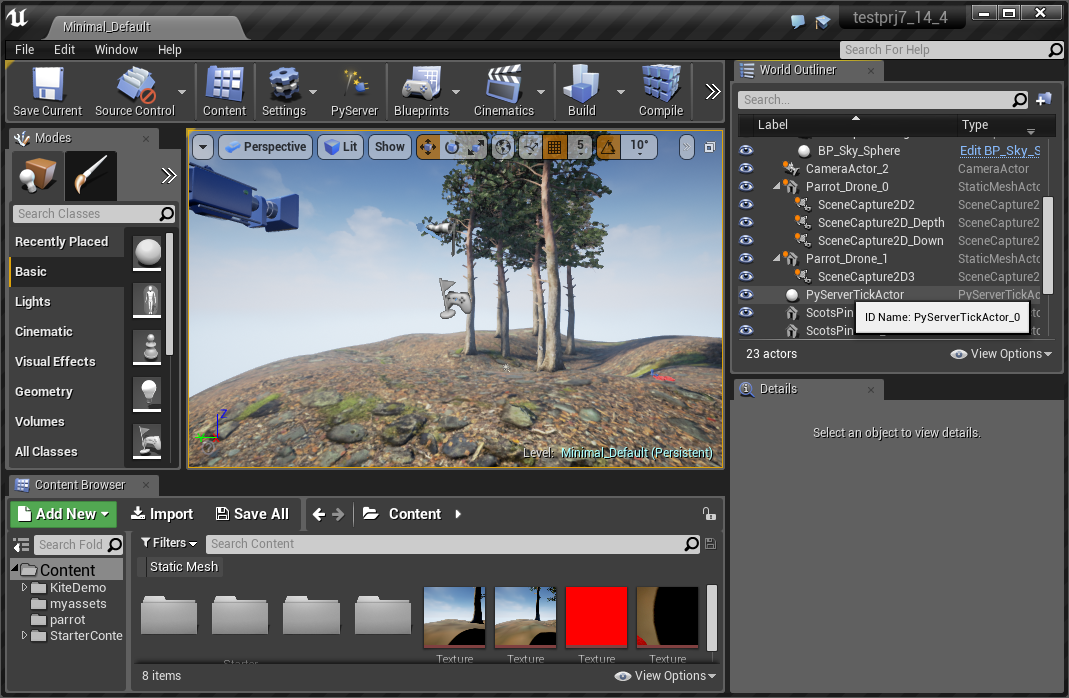 Minimal_Default
testprj7_14_4
File Edit Window Help
Search For Help
Save Current
Source Control
Content
Settings
PyServer
Blueprints
Cinematics
Build
Compile
Modes
Search Classes
Recently Placed
Basic
Lights
Cinematic
Visual Effects
Geometry
Volumes
All Classes
Perspective
Lit
Show
5
10°
Z
Level: Minimal_Default (Persistent)
World Outliner
Search...
Label Type
BP_Sky_Sphere Edit BP_Sky_S
CameraActor_2 CameraActor
Parrot_Drone_0 StaticMeshActo
SceneCapture2D2 SceneCapture2
SceneCapture2D_Depth SceneCapture2
SceneCapture2D_Down SceneCapture2
Parrot_Drone_1 StaticMeshActo
SceneCapture2D3 SceneCapture2
PyServerTickActor PyServerTickAc
ScotsPin
ScotsPin
ID Name: PyServerTickActor_0
23 actors
View Options
Details
Select an object to view details.
Content Browser
Add New
Import
Save All
Content
Search Fold
Filters
Search Content
Static Mesh
Content
KiteDemo
myassets
parrot
StarterConte
Starter
Texture
Texture
Texture
Texture
8 items
View Options